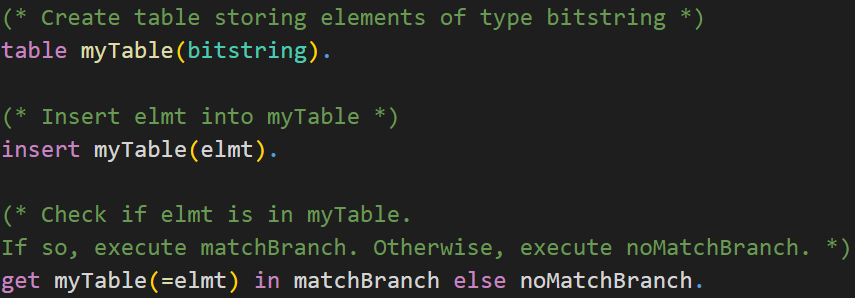 (* Create table storing elements of type bitstring *)
table myTable(bitstring).
(* Insert elmt into myTable *)
insert myTable(elmt).
(* Check if elmt is in myTable.
If so, execute matchBranch. Otherwise, execute noMatchBranch. *)
get myTable(=elmt) in matchBranch else noMatchBranch.